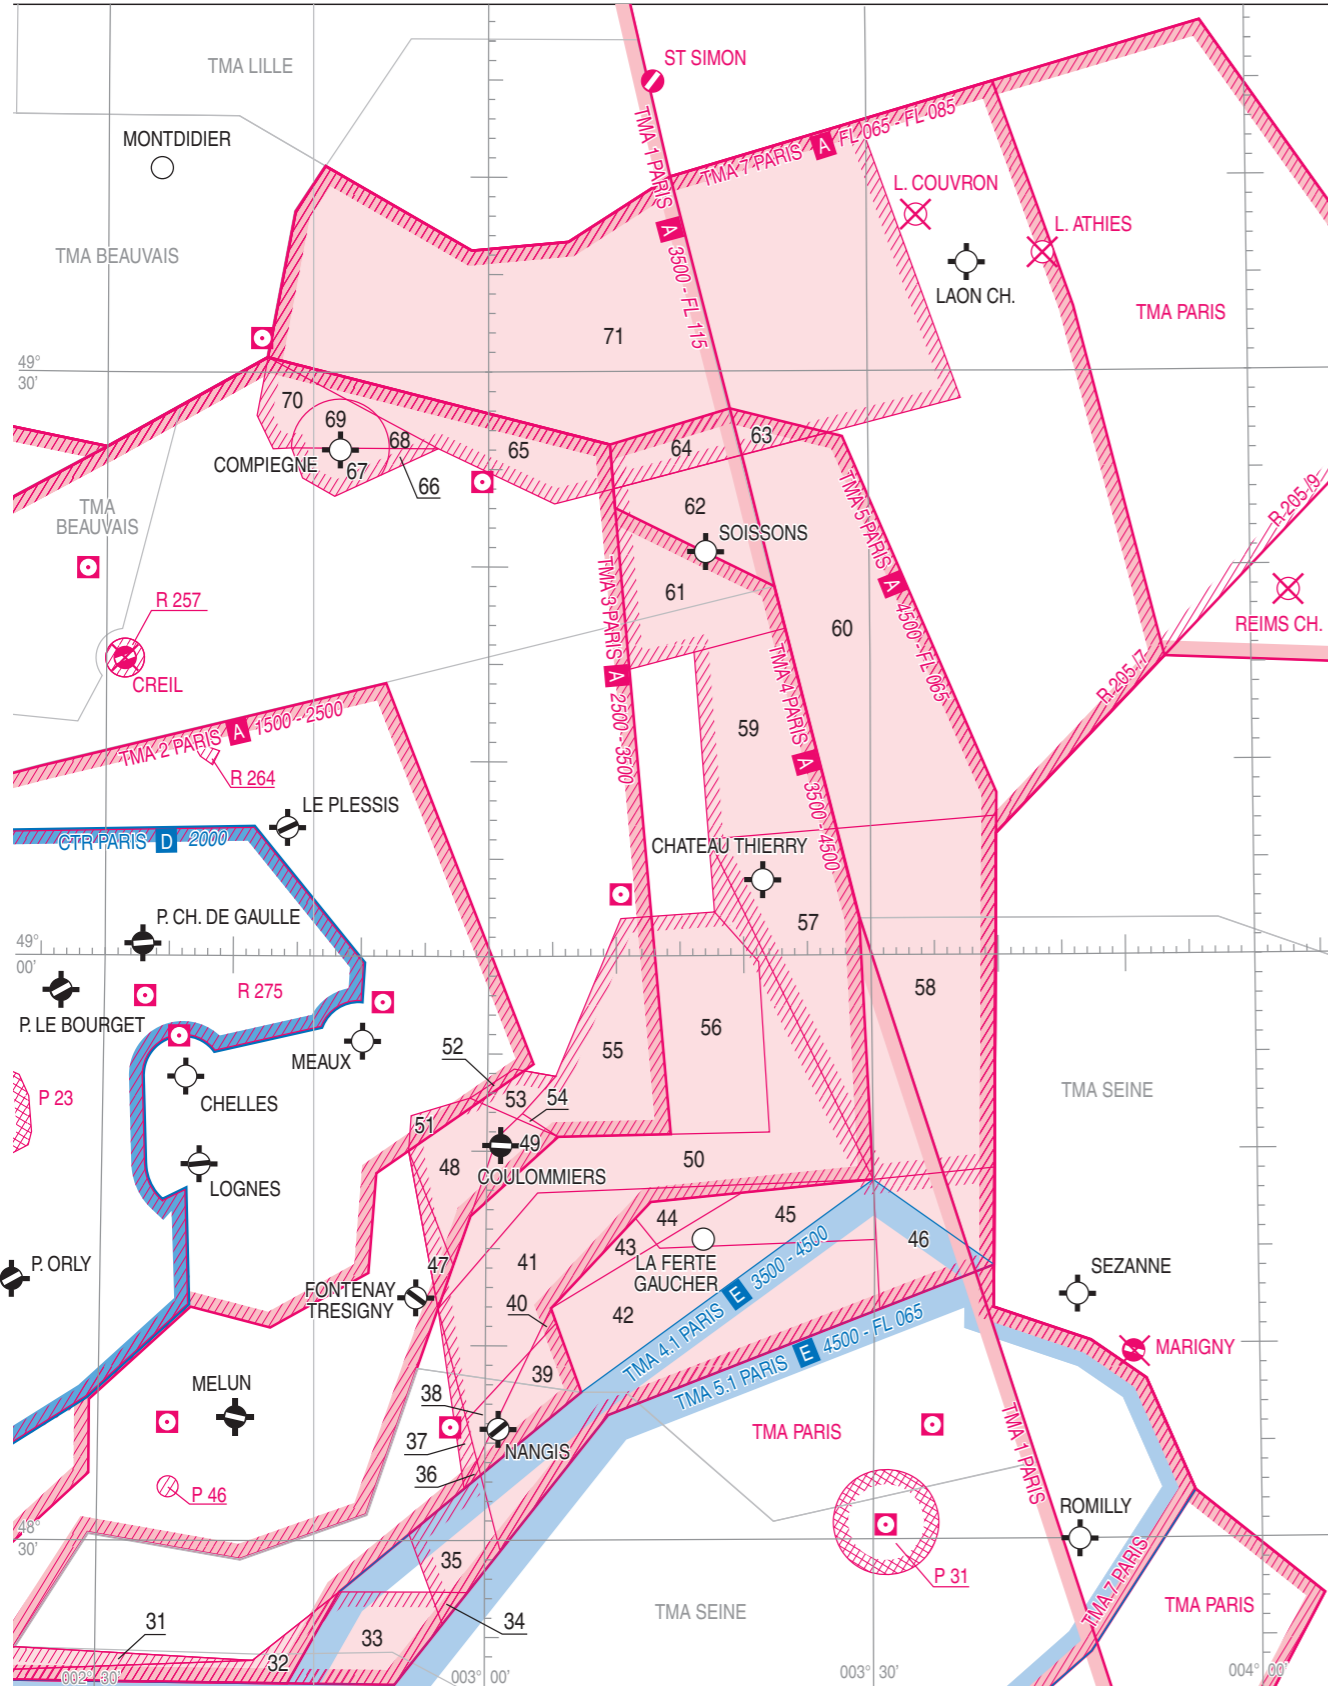 ST SIMON
TMA LILLE
MONTDIDIER
TMA 1 PARIS A 3500 - FL 115
TMA 7 PARIS A FL 065 - FL 085
L. COUVRON
L. ATHIES
TMA BEAUVAIS
LAON CH.
TMA PARIS
71
49°
30'
70
69
68
67
66
65
64
63
COMPIEGNE
62
SOISSONS
TMA
BEAUVAIS
TMA 5 PARIS A 4500 - FL 065
R 205 /9
TMA 3 PARIS A 2500 - 3500
61
60
R 257
REIMS CH.
CREIL
R 205 /7
TMA 4 PARIS A 3500 - 4500
TMA 2 PARIS A 1500 - 2500
59
R 264
LE PLESSIS
CTR PARIS D 2000
CHATEAU THIERRY
P. CH. DE GAULLE
57
49°
00'
R 275
58
P. LE BOURGET
56
MEAUX
52
55
P 23
CHELLES
53
54
TMA SEINE
51
49
48
50
COULOMMIERS
LOGNES
44
45
46
P. ORLY
47
41
43
LA FERTE
GAUCHER
SEZANNE
FONTENAY
TRESIGNY
40
42
TMA 4.1 PARIS E 3500 - 4500
TMA 5.1 PARIS E 4500 - FL 065
MARIGNY
MELUN
39
38
37
36
NANGIS
TMA PARIS
TMA 1 PARIS
P 46
ROMILLY
48°
30'
35
P 31
TMA 7 PARIS
TMA SEINE
TMA PARIS
34
31
33
32
002° 30'
003° 00'
003° 30'
004° 00'